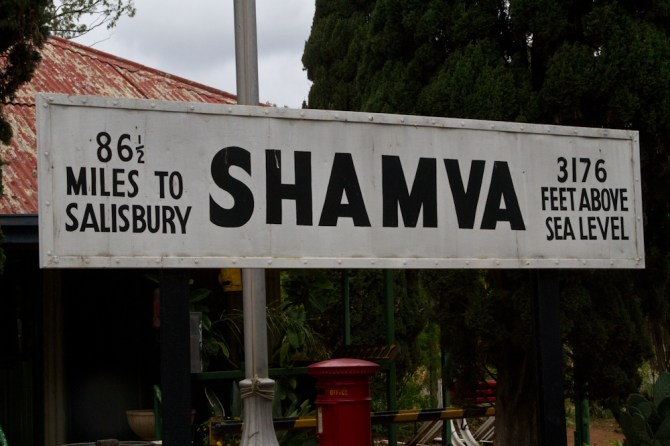 86½
MILES TO
SALISBURY
SHAMVA
3176
FEET ABOVE
SEA LEVEL